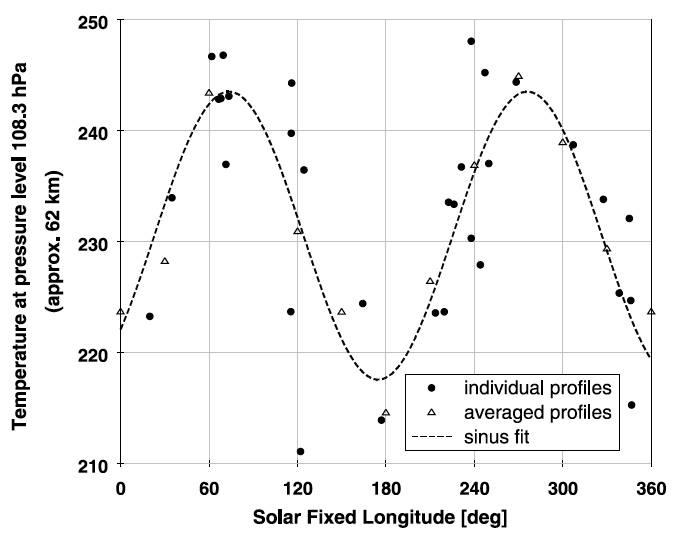 Temperature at pressure level 108.3 hPa
(approx. 62 km)
250
240
230
220
210
individual profiles
averaged profiles
sinus fit
0 60 120 180 240 300 360
Solar Fixed Longitude [deg]